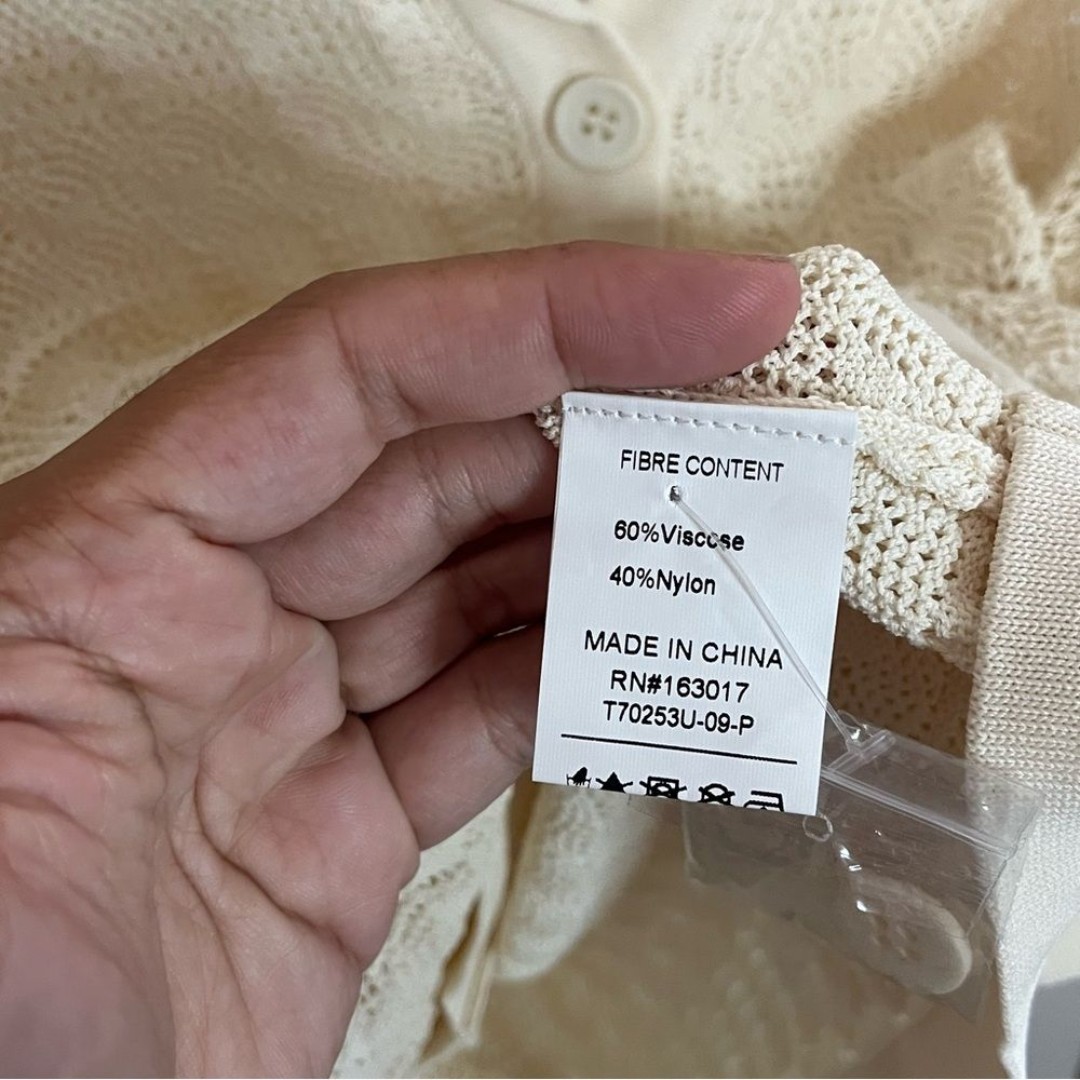 FIBRE CONTENT
60%Viscose
40%Nylon
MADE IN CHINA
RN#163017
T70253U-09-P